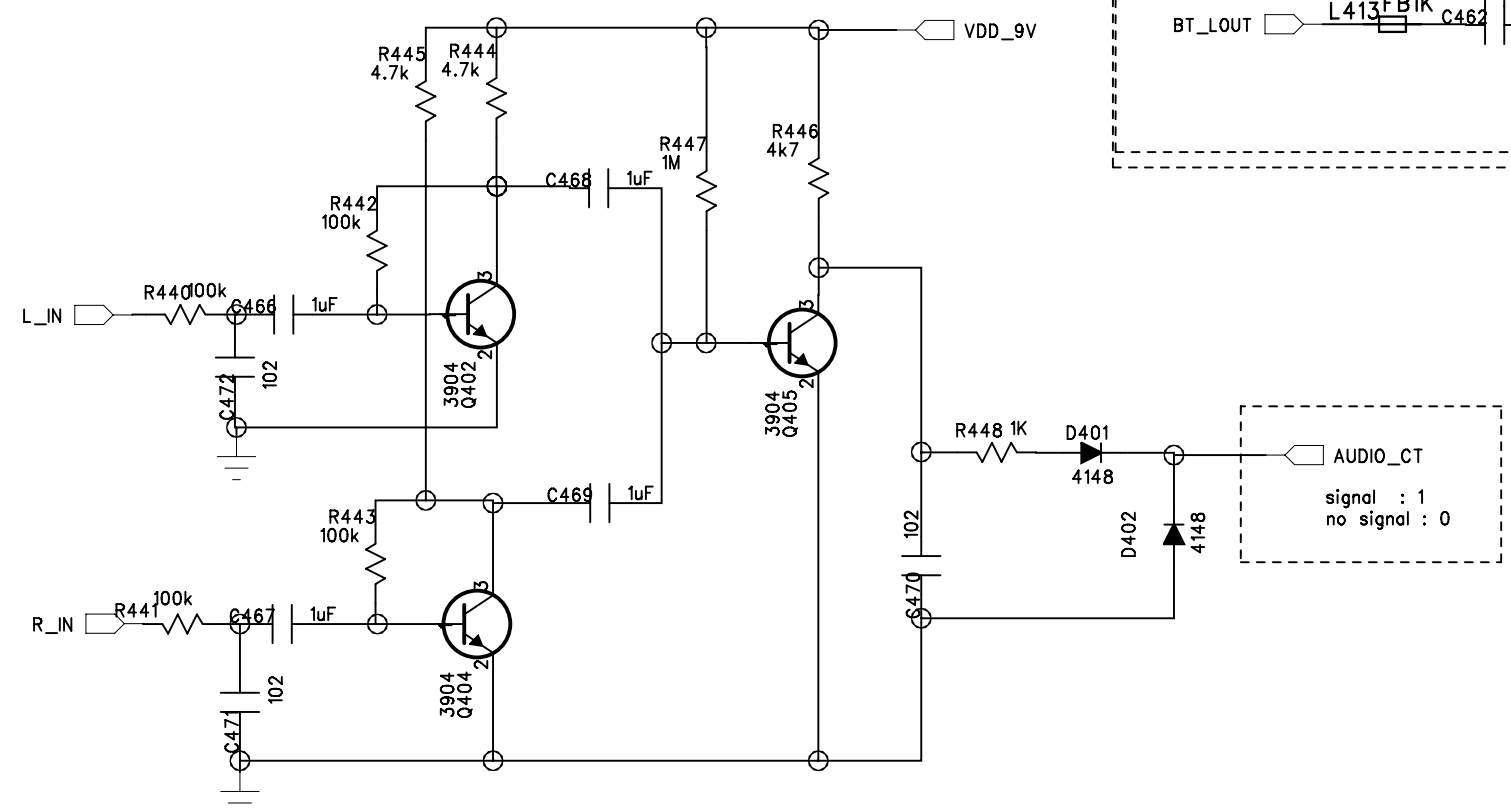 L413
FB1K
C462
BT_LOUT
VDD_9V
R445
4.7k
R444
4.7k
R447
1M
R446
4k7
C468
1uF
R442
100k
3
R440
100k
C466
1uF
L_IN
2
3904
Q402
C472
102
3
2
3904
Q405
R448 1K
D401
4148
AUDIO_CT
signal : 1
no signal : 0
C469
1uF
R443
100k
102
C470
D402
4148
3
R441
100k
C467
1uF
R_IN
2
3904
Q404
C471
102